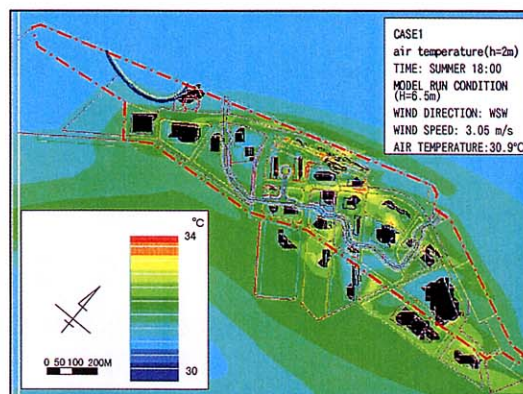 CASE1
air temperature(h=2m)
TIME: SUMMER 18:00
MODEL RUN CONDITION
(H=6.5m)
WIND DIRECTION: WSW
WIND SPEED: 3.05 m/s
AIR TEMPERATURE:30.9°C
°C
34
30
0 50 100 200M